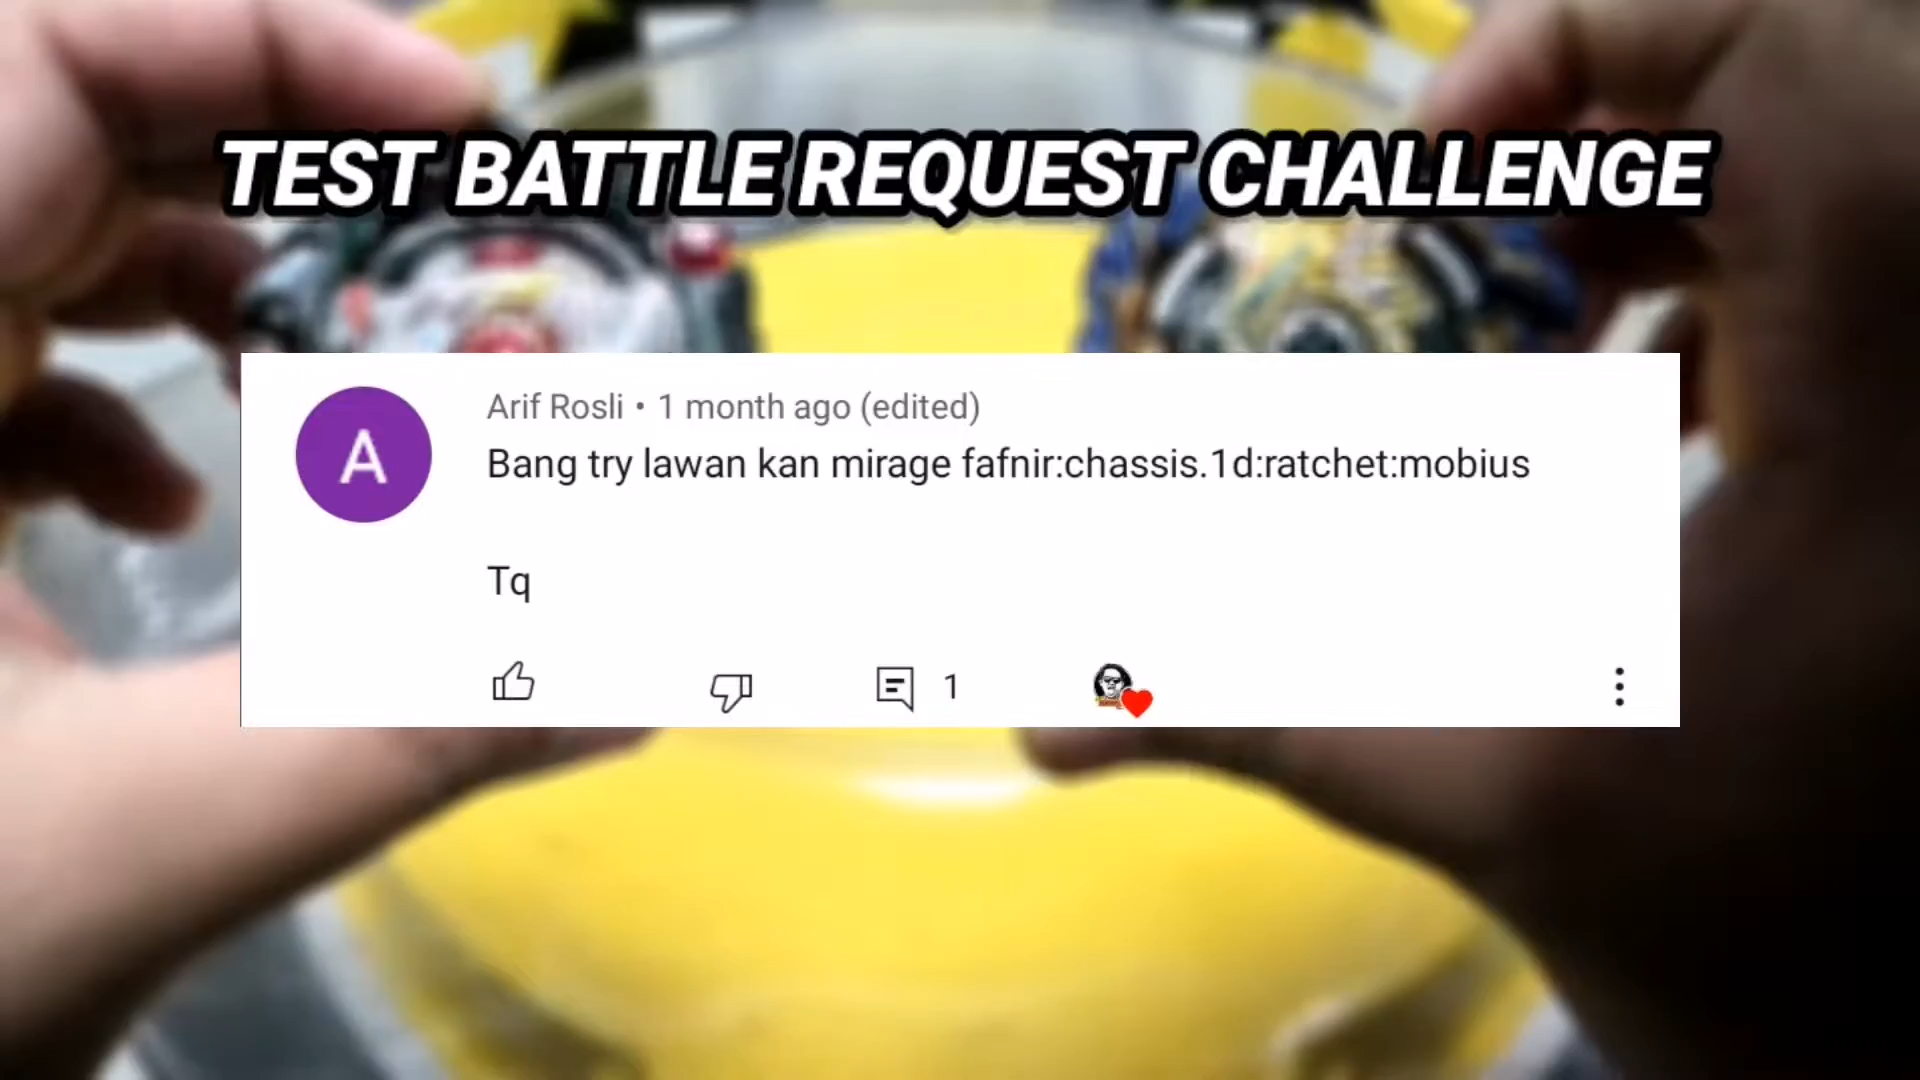 TEST BATTLE REQUEST CHALLENGE
A
Arif Rosli • 1 month ago (edited)
Bang try lawan kan mirage fafnir:chassis.1d:ratchet:mobius
Tq
1